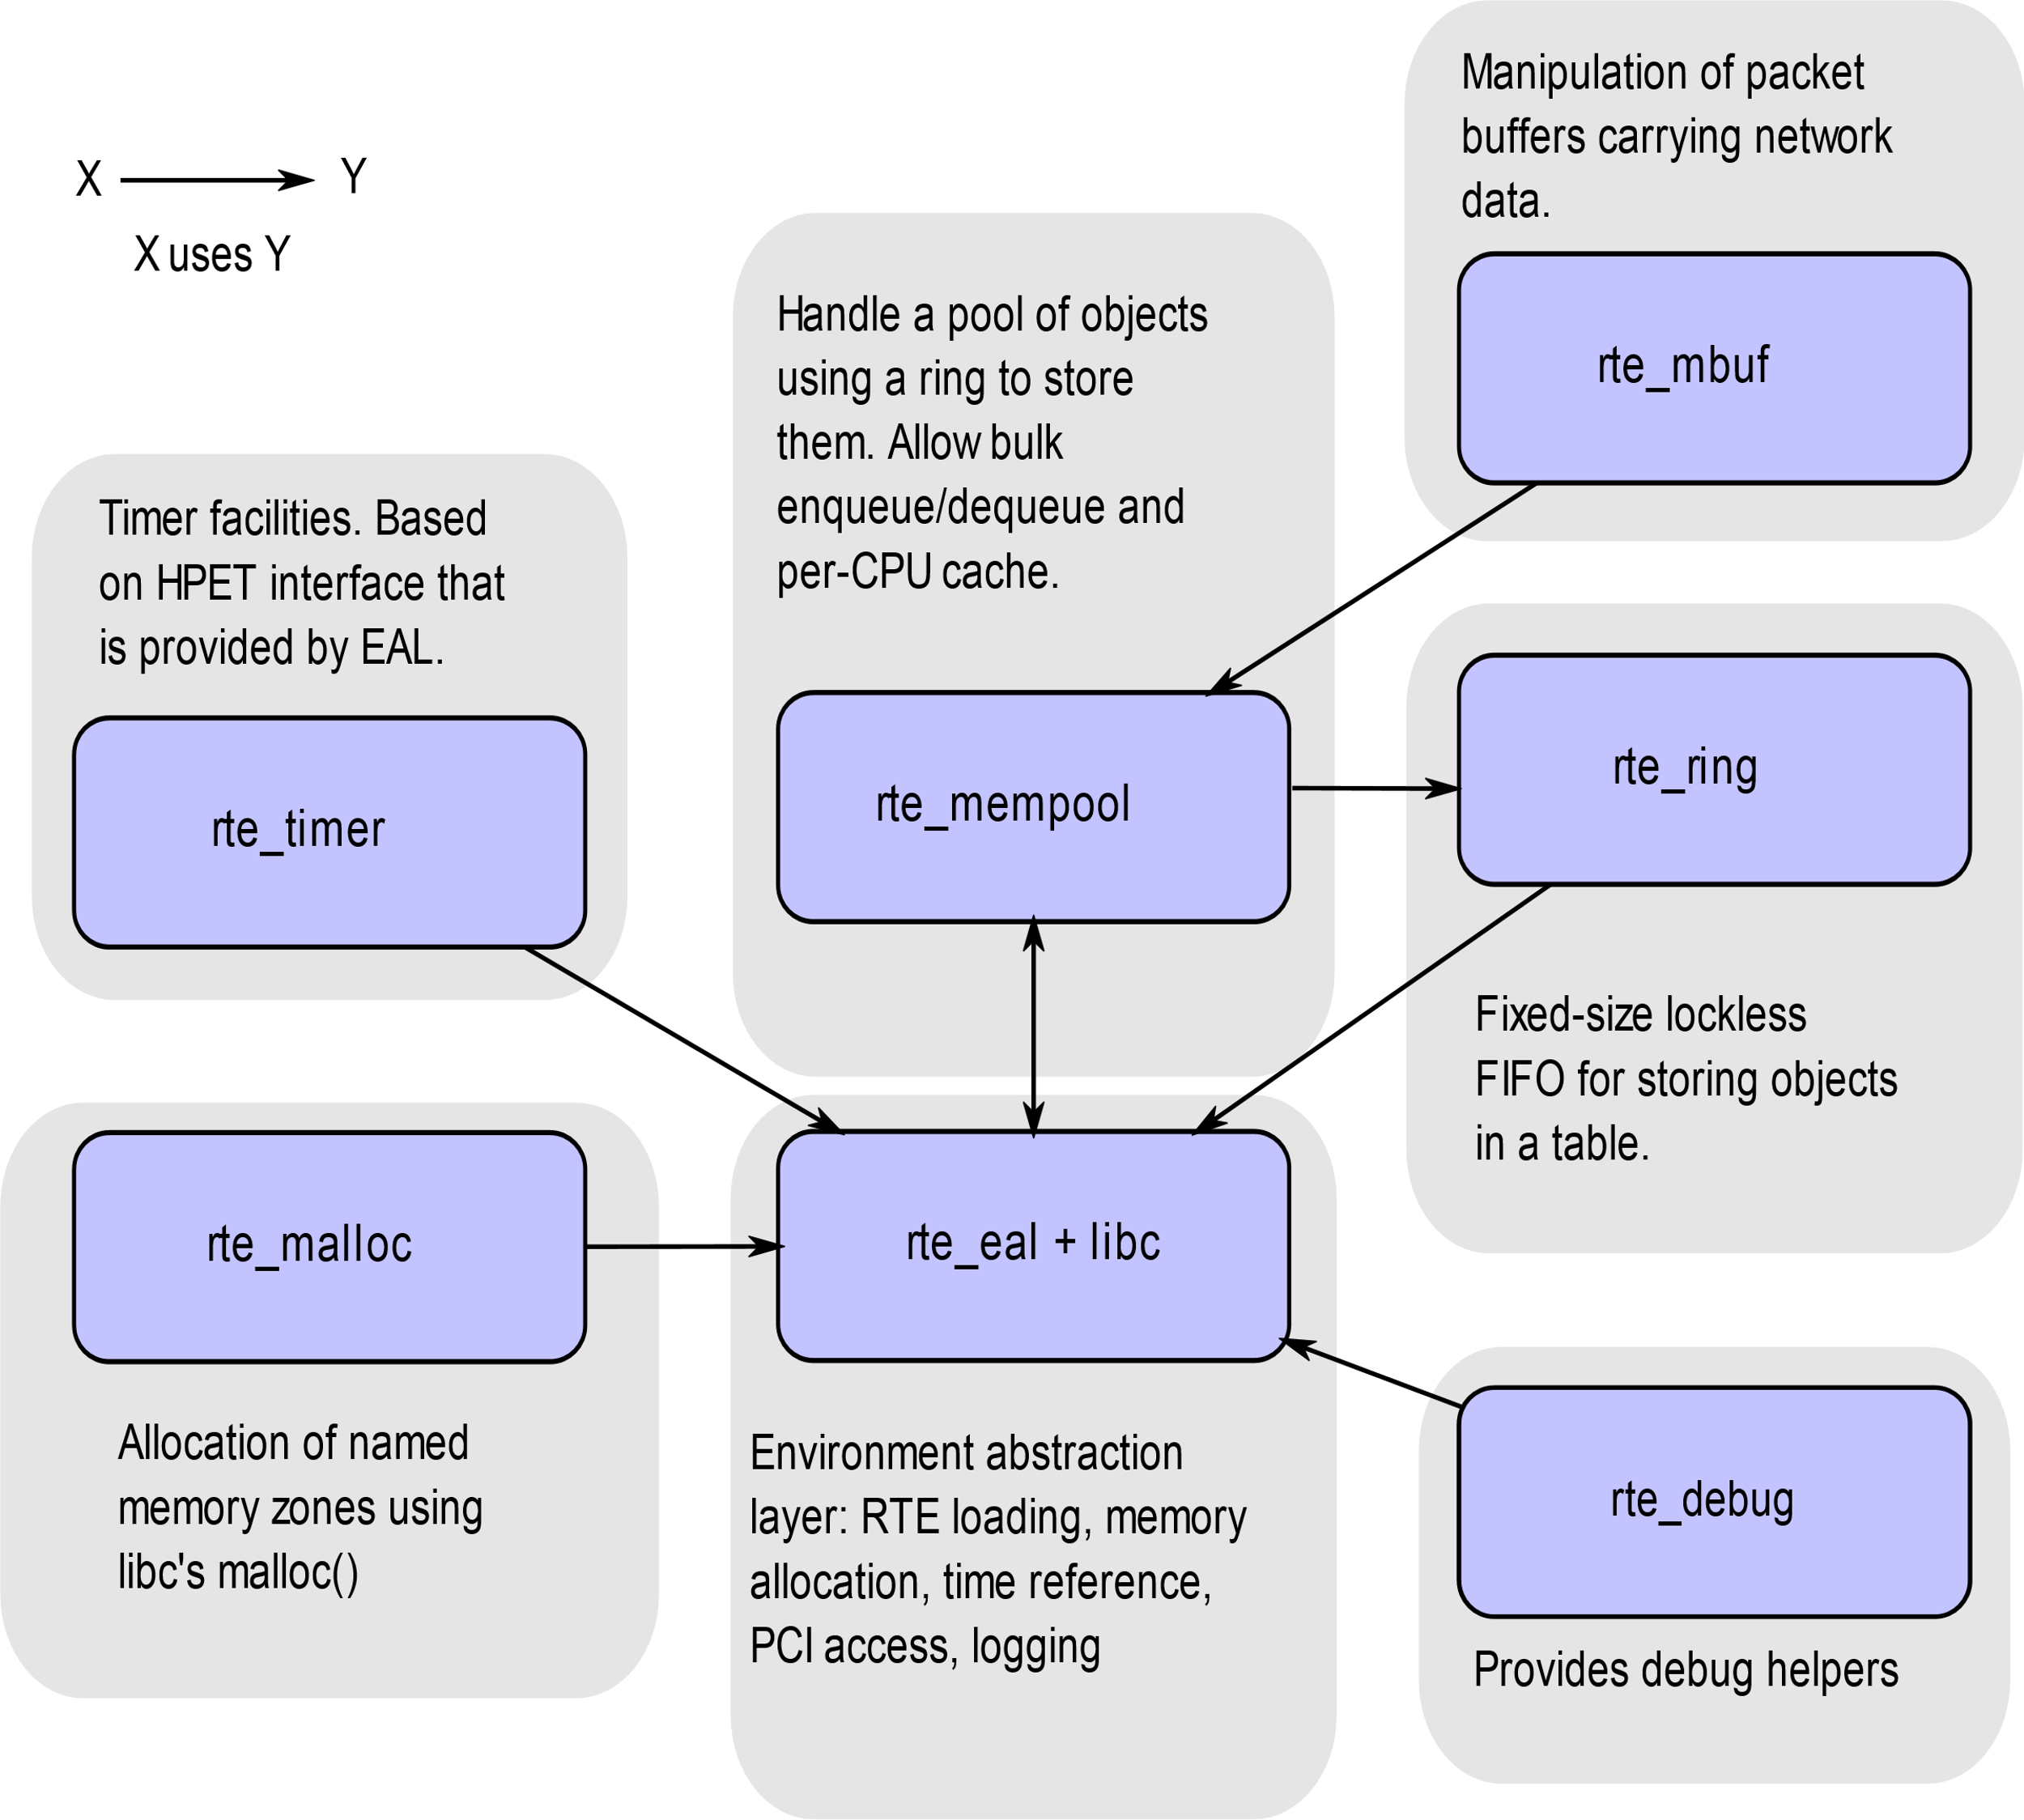 X
Y
X uses Y
Manipulation of packet
buffers carrying network
data.
rte_mbuf
Handle a pool of objects
using a ring to store
them. Allow bulk
enqueue/dequeue and
per-CPU cache.
rte_mempool
Timer facilities. Based
on HPET interface that
is provided by EAL.
rte_timer
rte_ring
Fixed-size lockless
FIFO for storing objects
in a table.
rte_malloc
Allocation of named
memory zones using
libc's malloc()
rte_eal + libc
Environment abstraction
layer: RTE loading, memory
allocation, time reference,
PCI access, logging
rte_debug
Provides debug helpers